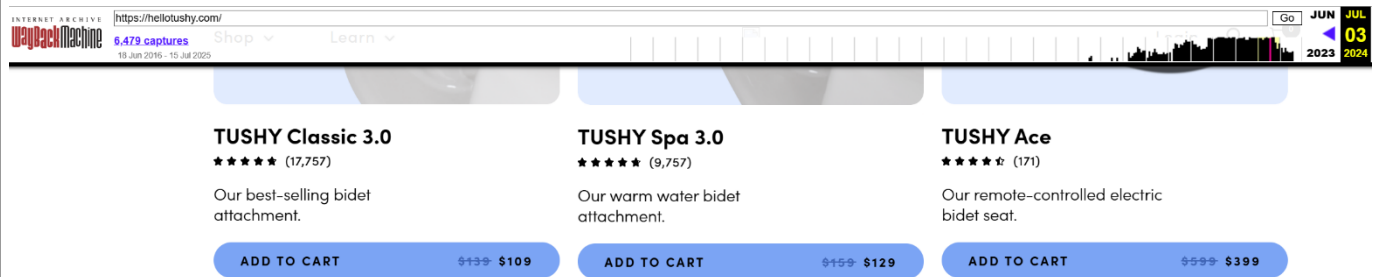 INTERNET ARCHIVE
WayBackMachine
https://hellotushy.com/
Go
JUN JUL
6,479 captures
03
18 Jun 2016 - 15 Jul 2025
2023 2024
Shop Learn
TUSHY Classic 3.0
(17,757)
Our best-selling bidet
attachment.
ADD TO CART $139 $109
TUSHY Spa 3.0
(9,757)
Our warm water bidet
attachment.
ADD TO CART $159 $129
TUSHY Ace
(171)
Our remote-controlled electric
bidet seat.
ADD TO CART $599 $399